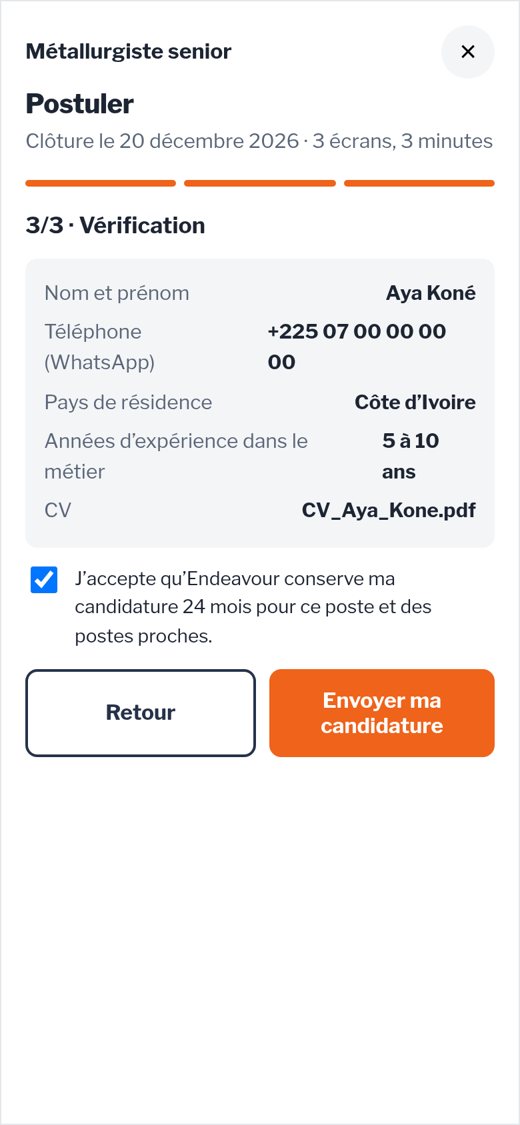 Métallurgiste senior
Postuler
Clôture le 20 décembre 2026 · 3 écrans, 3 minutes
3/3 · Vérification
Nom et prénom Aya Koné
Téléphone (WhatsApp) +225 07 00 00 00 00
Pays de résidence Côte d’Ivoire
Années d’expérience dans le métier 5 à 10 ans
CV CV_Aya_Kone.pdf
J’accepte qu’Endeavour conserve ma
candidature 24 mois pour ce poste et des
postes proches.
Retour
Envoyer ma
candidature